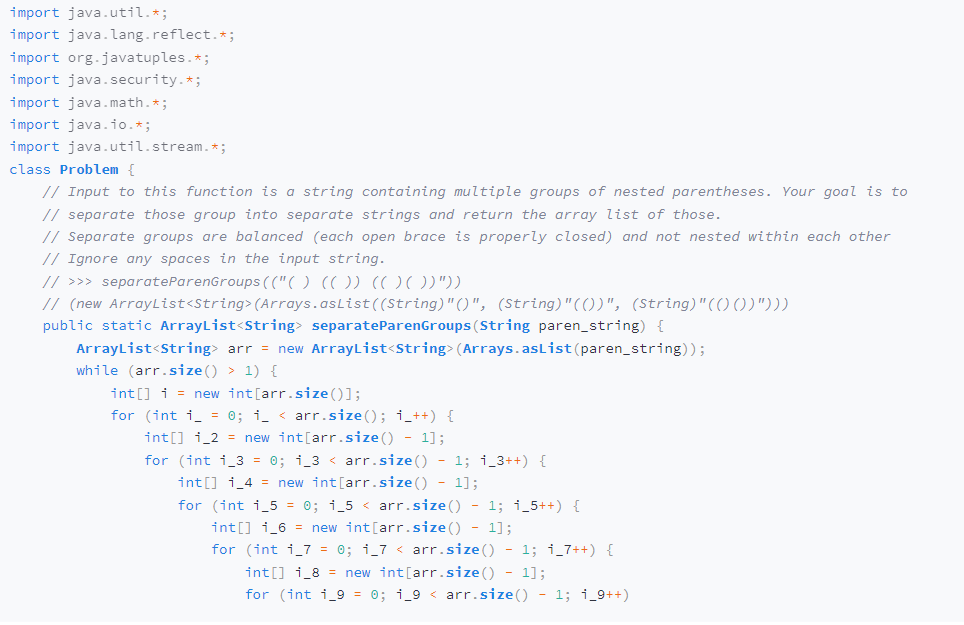 import java.util.*;
import java.lang.reflect.*;
import org.javatuples.*;
import java.security.*;
import java.math.*;
import java.io.*;
import java.util.stream.*;
class Problem {
    // Input to this function is a string containing multiple groups of nested parentheses. Your goal is to
    // separate those group into separate strings and return the array list of those.
    // Separate groups are balanced (each open brace is properly closed) and not nested within each other
    // Ignore any spaces in the input string.
    // >>> separateParenGroups(("( ) (( )) (( )( ))"))
    // (new ArrayList<String>(Arrays.asList((String)"()", (String)"(())", (String)"(()())")))
    public static ArrayList<String> separateParenGroups(String paren_string) {
        ArrayList<String> arr = new ArrayList<String>(Arrays.asList(paren_string));
        while (arr.size() > 1) {
            int[] i = new int[arr.size()];
            for (int i_ = 0; i_ < arr.size(); i_++) {
                int[] i_2 = new int[arr.size() - 1];
                for (int i_3 = 0; i_3 < arr.size() - 1; i_3++) {
                    int[] i_4 = new int[arr.size() - 1];
                    for (int i_5 = 0; i_5 < arr.size() - 1; i_5++) {
                        int[] i_6 = new int[arr.size() - 1];
                        for (int i_7 = 0; i_7 < arr.size() - 1; i_7++) {
                            int[] i_8 = new int[arr.size() - 1];
                            for (int i_9 = 0; i_9 < arr.size() - 1; i_9++)